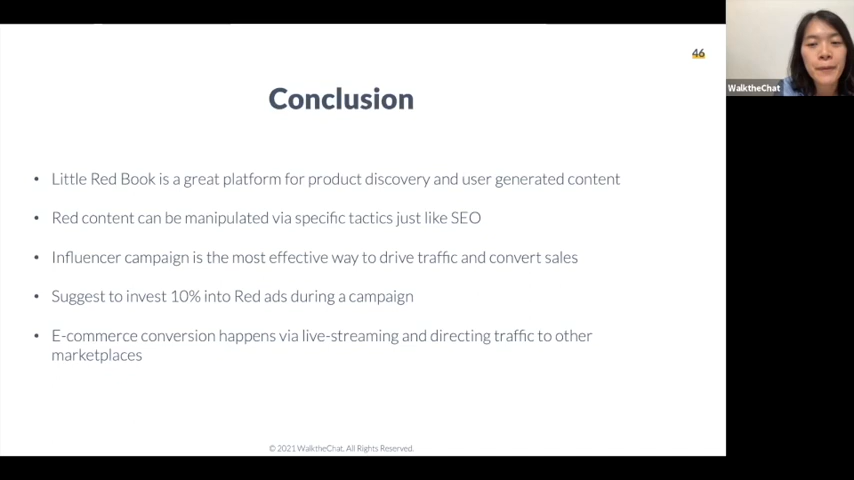 46
WalktheChat
Conclusion
• Little Red Book is a great platform for product discovery and user generated content
• Red content can be manipulated via specific tactics just like SEO
• Influencer campaign is the most effective way to drive traffic and convert sales
• Suggest to invest 10% into Red ads during a campaign
• E-commerce conversion happens via live-streaming and directing traffic to other
marketplaces
© 2021 WalktheChat. All Rights Reserved.